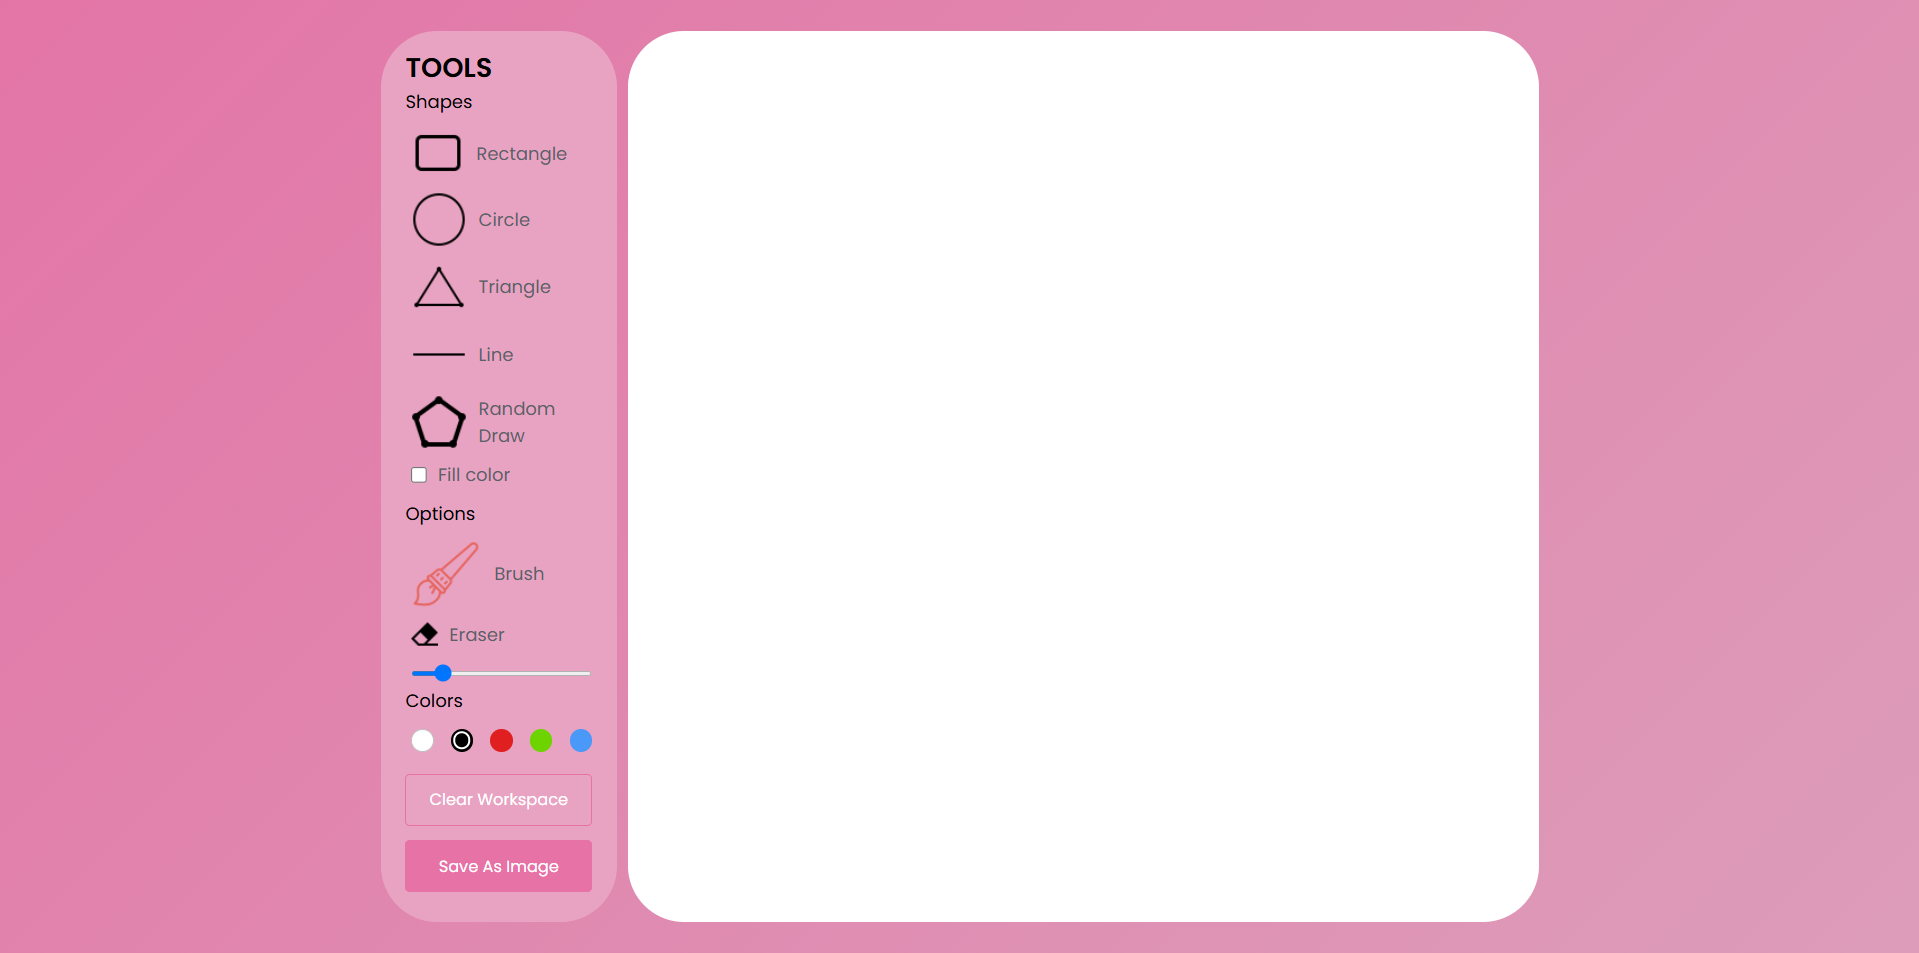 TOOLS
Shapes
Rectangle
Circle
Triangle
Line
Random
Draw
Fill color
Options
Brush
Eraser
Colors
Clear Workspace
Save As Image